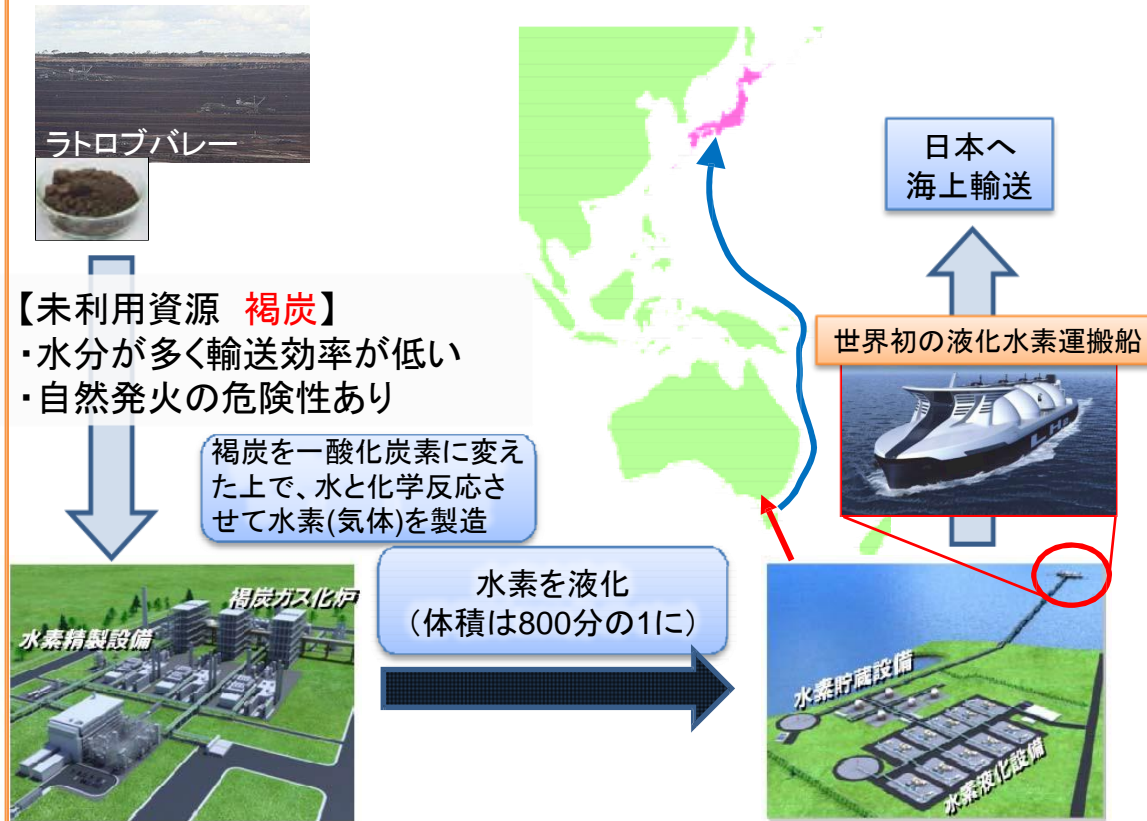 ラトロブバレー
【未利用資源 褐炭】
・水分が多く輸送効率が低い
・自然発火の危険性あり
褐炭を一酸化炭素に変え
た上で、水と化学反応さ
せて水素(気体)を製造
褐炭ガス化炉
水素精製設備
水素を液化
（体積は800分の1に）
日本へ
海上輸送
世界初の液化水素運搬船
LH2
水素貯蔵設備
水素液化設備